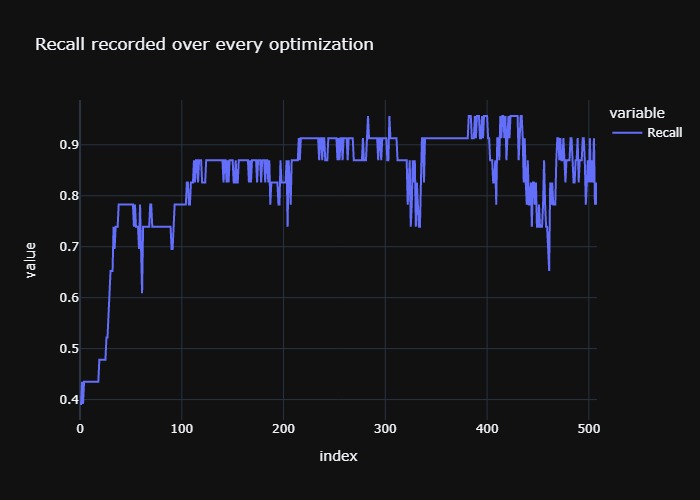 Recall recorded over every optimization
variable
Recall
0.9
0.8
0.7
0.6
0.5
0.4
value
0 100 200 300 400 500
index